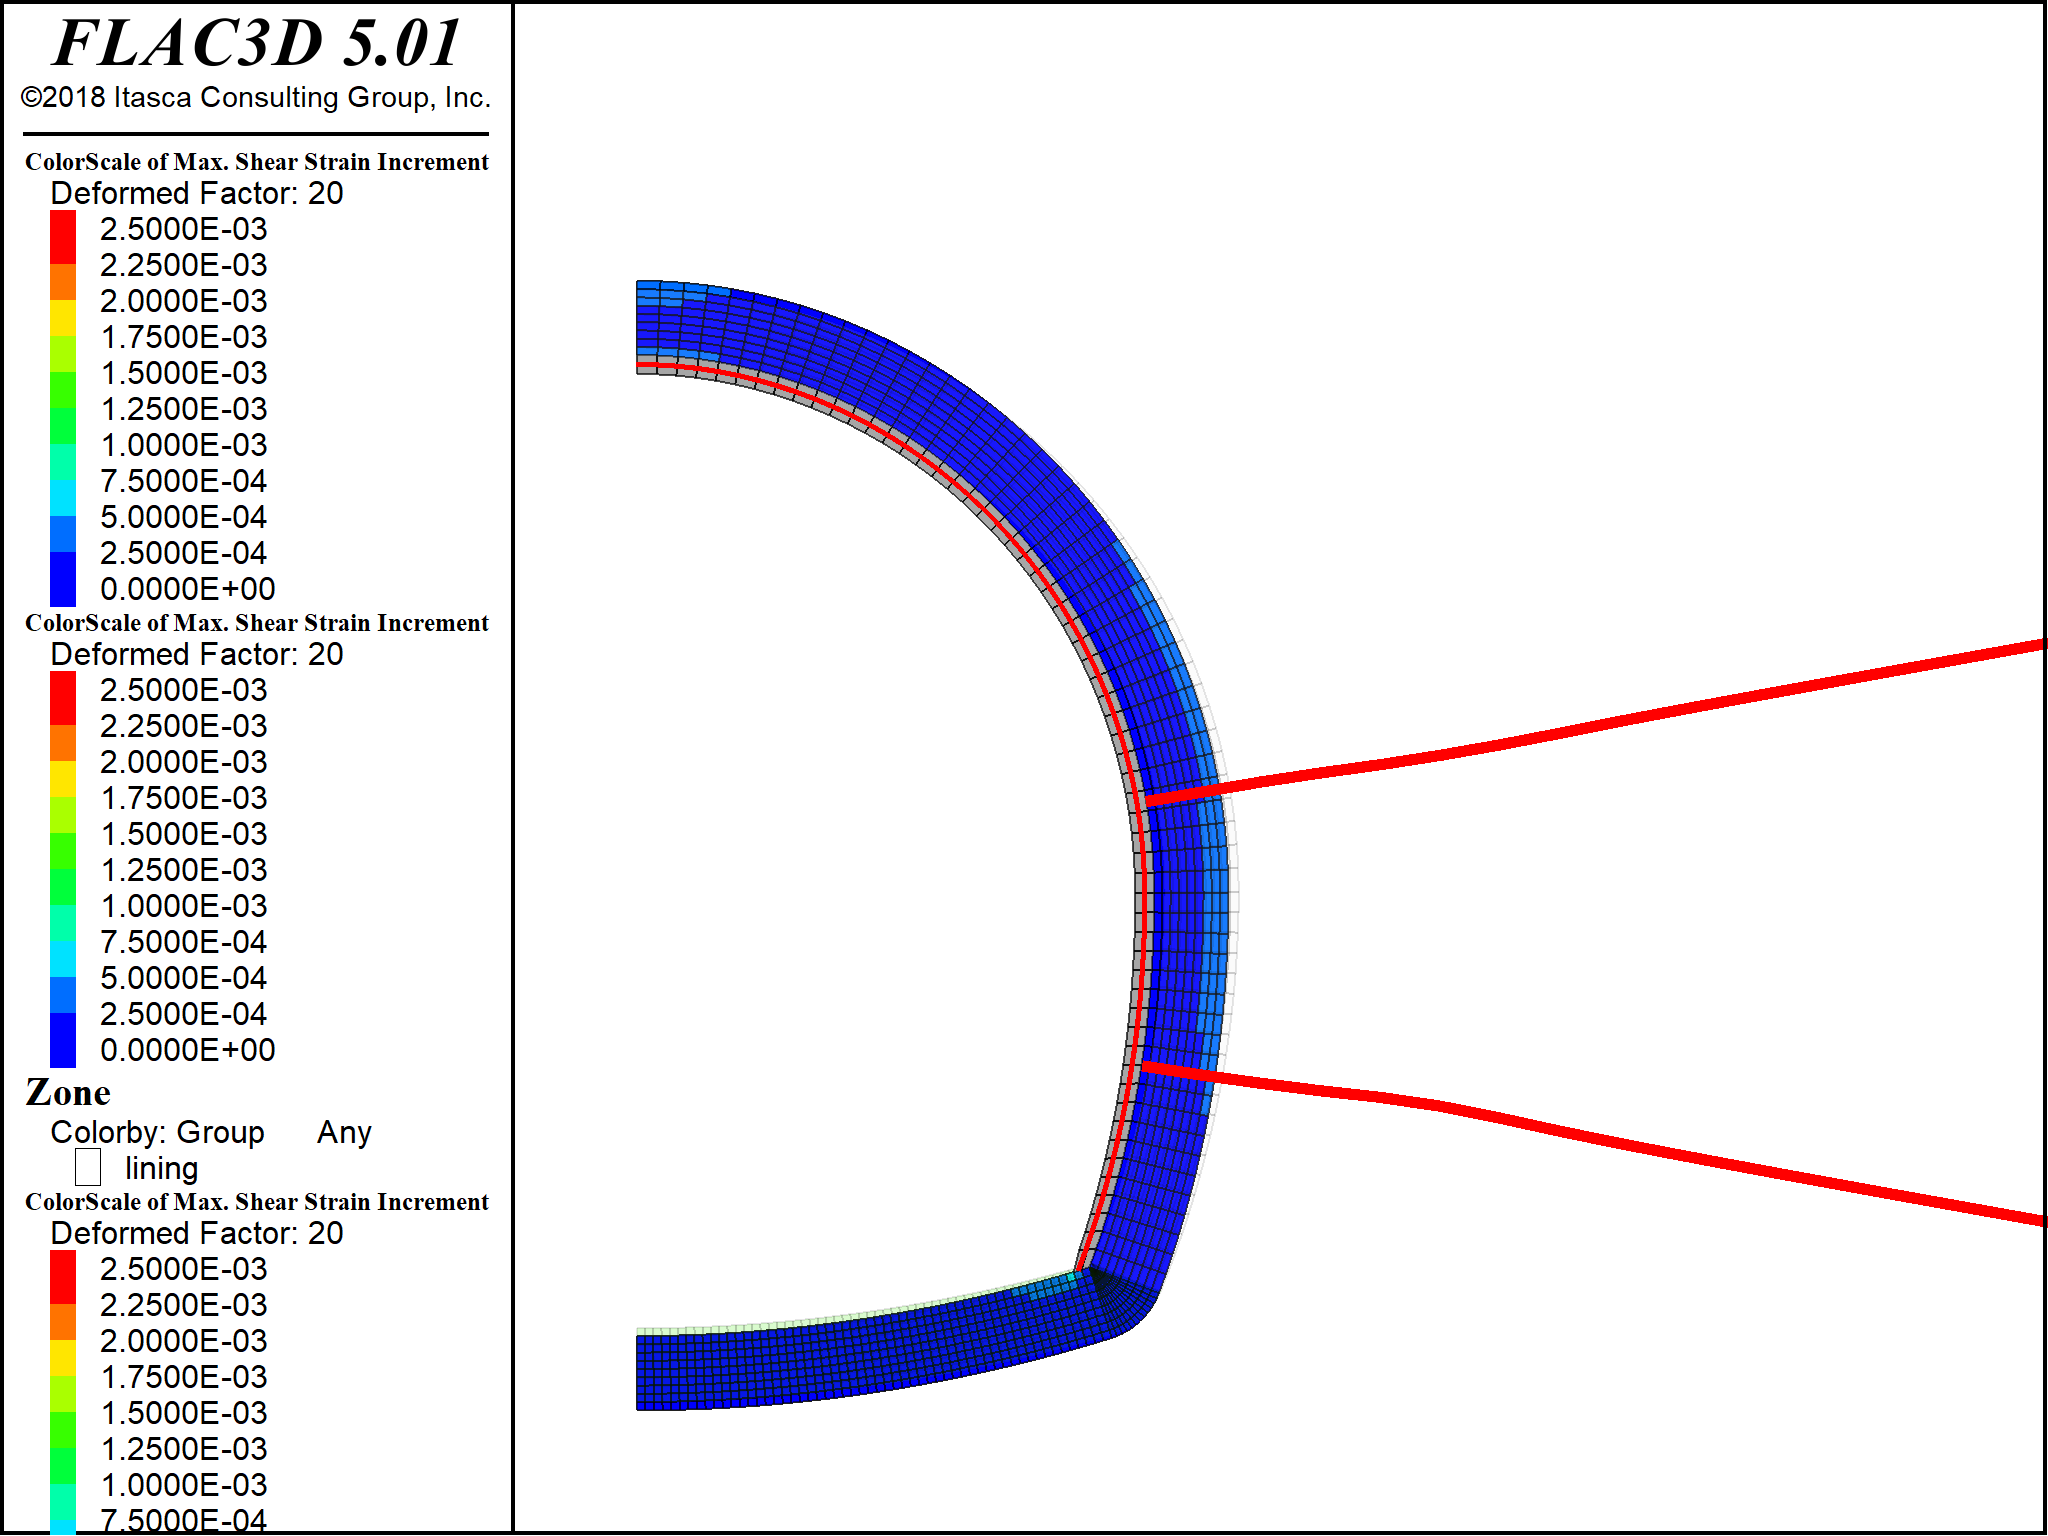 FLAC3D 5.01
©2018 Itasca Consulting Group, Inc.
ColorScale of Max. Shear Strain Increment
Deformed Factor: 20
2.5000E-03
2.2500E-03
2.0000E-03
1.7500E-03
1.5000E-03
1.2500E-03
1.0000E-03
7.5000E-04
5.0000E-04
2.5000E-04
0.0000E+00
ColorScale of Max. Shear Strain Increment
Deformed Factor: 20
2.5000E-03
2.2500E-03
2.0000E-03
1.7500E-03
1.5000E-03
1.2500E-03
1.0000E-03
7.5000E-04
5.0000E-04
2.5000E-04
0.0000E+00
Zone
Colorby: Group Any
lining
ColorScale of Max. Shear Strain Increment
Deformed Factor: 20
2.5000E-03
2.2500E-03
2.0000E-03
1.7500E-03
1.5000E-03
1.2500E-03
1.0000E-03
7.5000E-04